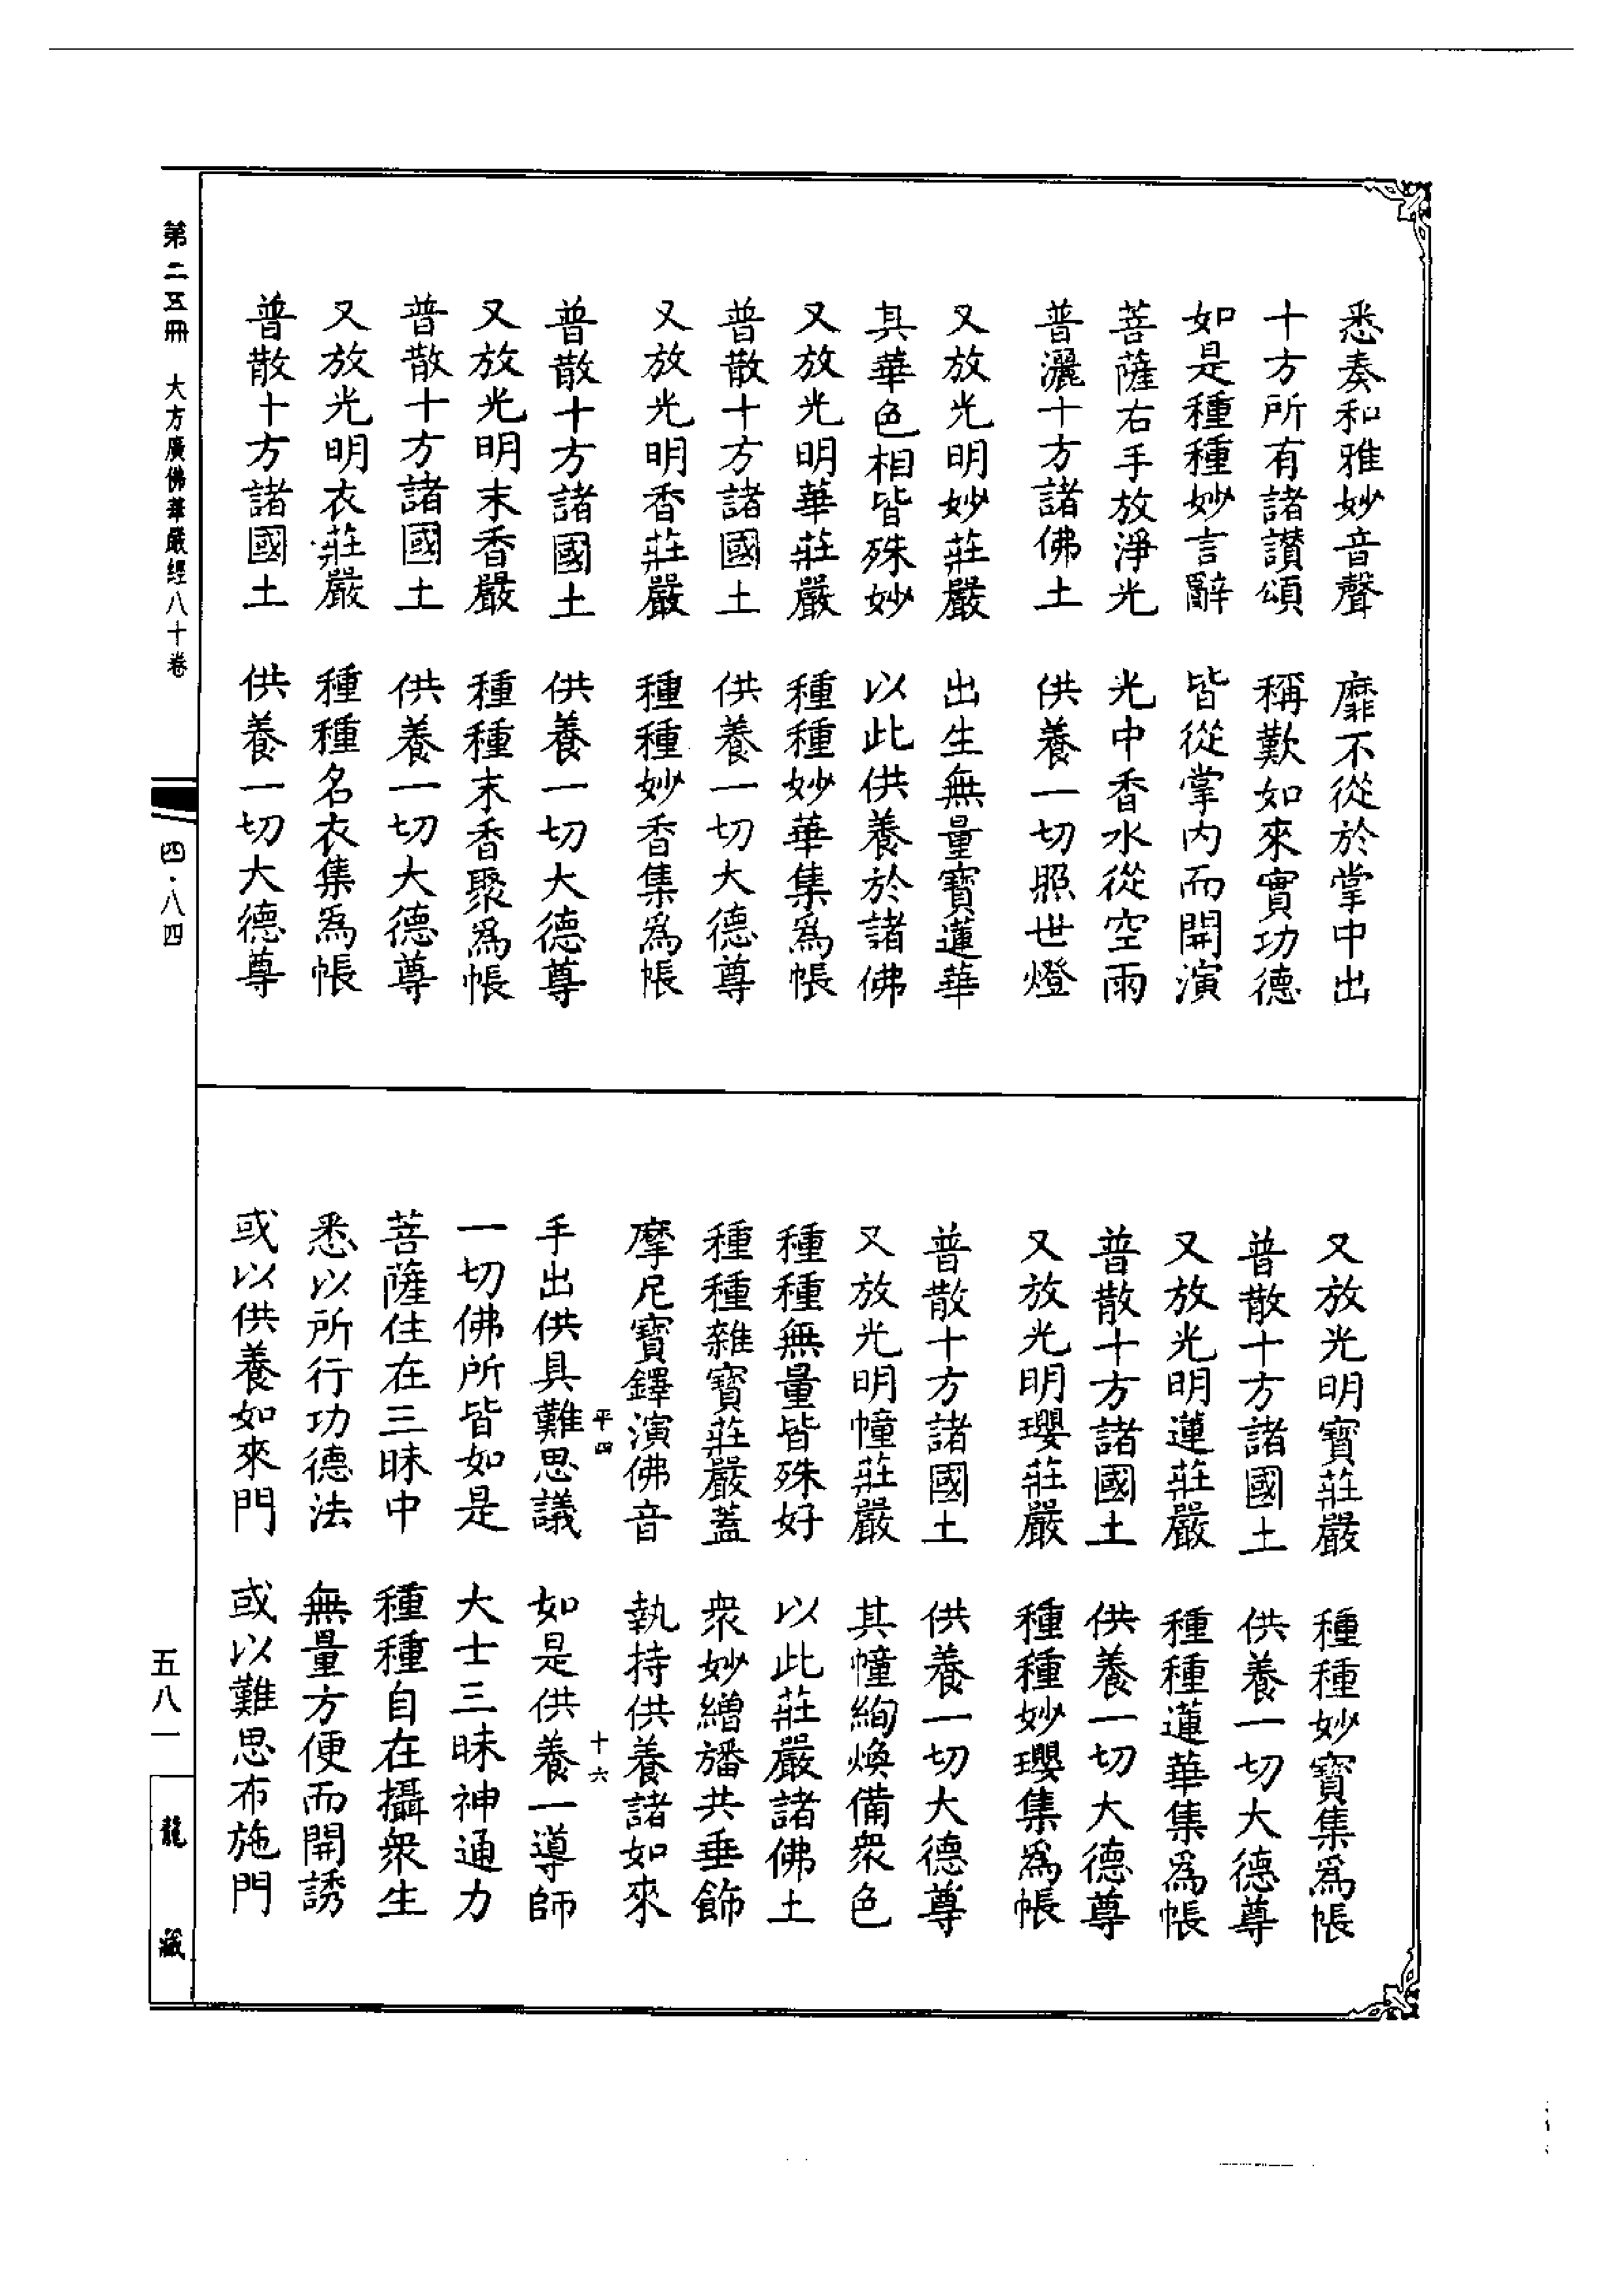 悉奏和雅妙音聲　靡不從於掌中出
十方所有諸讃頌　稱歎如來實功德
如是種種妙言辭　皆從掌内而開演
菩薩右手放淨光　光中香水從空雨
普灑十方諸佛土　供養一切照世燈
又放光明妙莊嚴　出生無量寶蓮華
其華色相皆殊妙　以此供養於諸佛
又放光明華莊嚴　種種妙華集爲帳
普散十方諸國土　供養一切大德尊
又放光明香莊嚴　種種妙香集爲帳
普散十方諸國土　供養一切大德尊
又放光明末香嚴　種種末香聚爲帳
普散十方諸國土　供養一切大德尊
又放光明衣莊嚴　種種名衣集爲帳
普散十方諸國土　供養一切大德尊
又放光明寶莊嚴　種種妙寶集爲帳
普散十方諸國土　供養一切大德尊
又放光明蓮莊嚴　種種蓮華集爲帳
普散十方諸國土　供養一切大德尊
又放光明瓔莊嚴　種種妙瓔集爲帳
普散十方諸國土　供養一切大德尊
又放光明幢莊嚴　其幢絢煥備衆色
種種無量皆殊好　以此莊嚴諸佛土
種種雜寶莊嚴蓋　衆妙繒旛共垂飾
摩尼寶鐸演佛音　執持供養諸如來
平四　十六
手出供具難思議　如是供養一導師
一切佛所皆如是　大士三昧神通力
菩薩住在三昧中　種種自在攝衆生
悉以所行功德法　無量方便而開誘
或以供養如來門　或以難思布施門
第二五冊　大方廣佛華嚴經八十卷
四·八四
五八一
龍藏